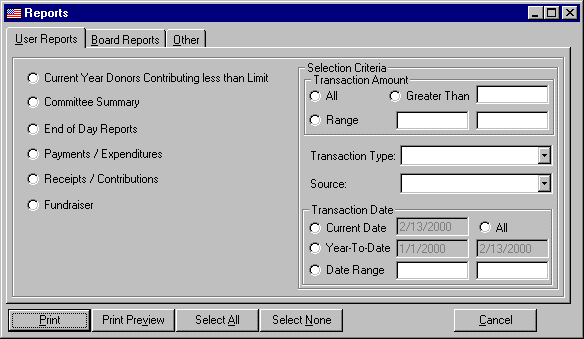 Reports
User Reports Board Reports Other
Current Year Donors Contributing less than Limit
Committee Summary
End of Day Reports
Payments / Expenditures
Receipts / Contributions
Fundraiser
Selection Criteria
Transaction Amount
All Greater Than
Range
Transaction Type:
Source:
Transaction Date
Current Date 2/13/2000 All
Year-To-Date 1/1/2000 2/13/2000
Date Range
Print Print Preview Select All Select None Cancel